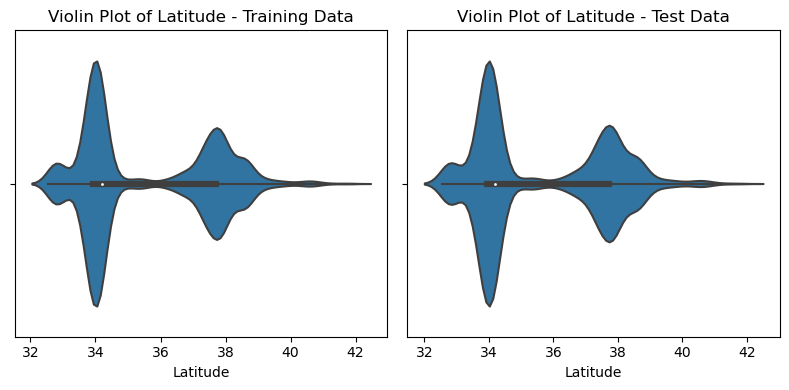 Violin Plot of Latitude - Training Data
Violin Plot of Latitude - Test Data
32 34 36 38 40 42
32 34 36 38 40 42
Latitude
Latitude